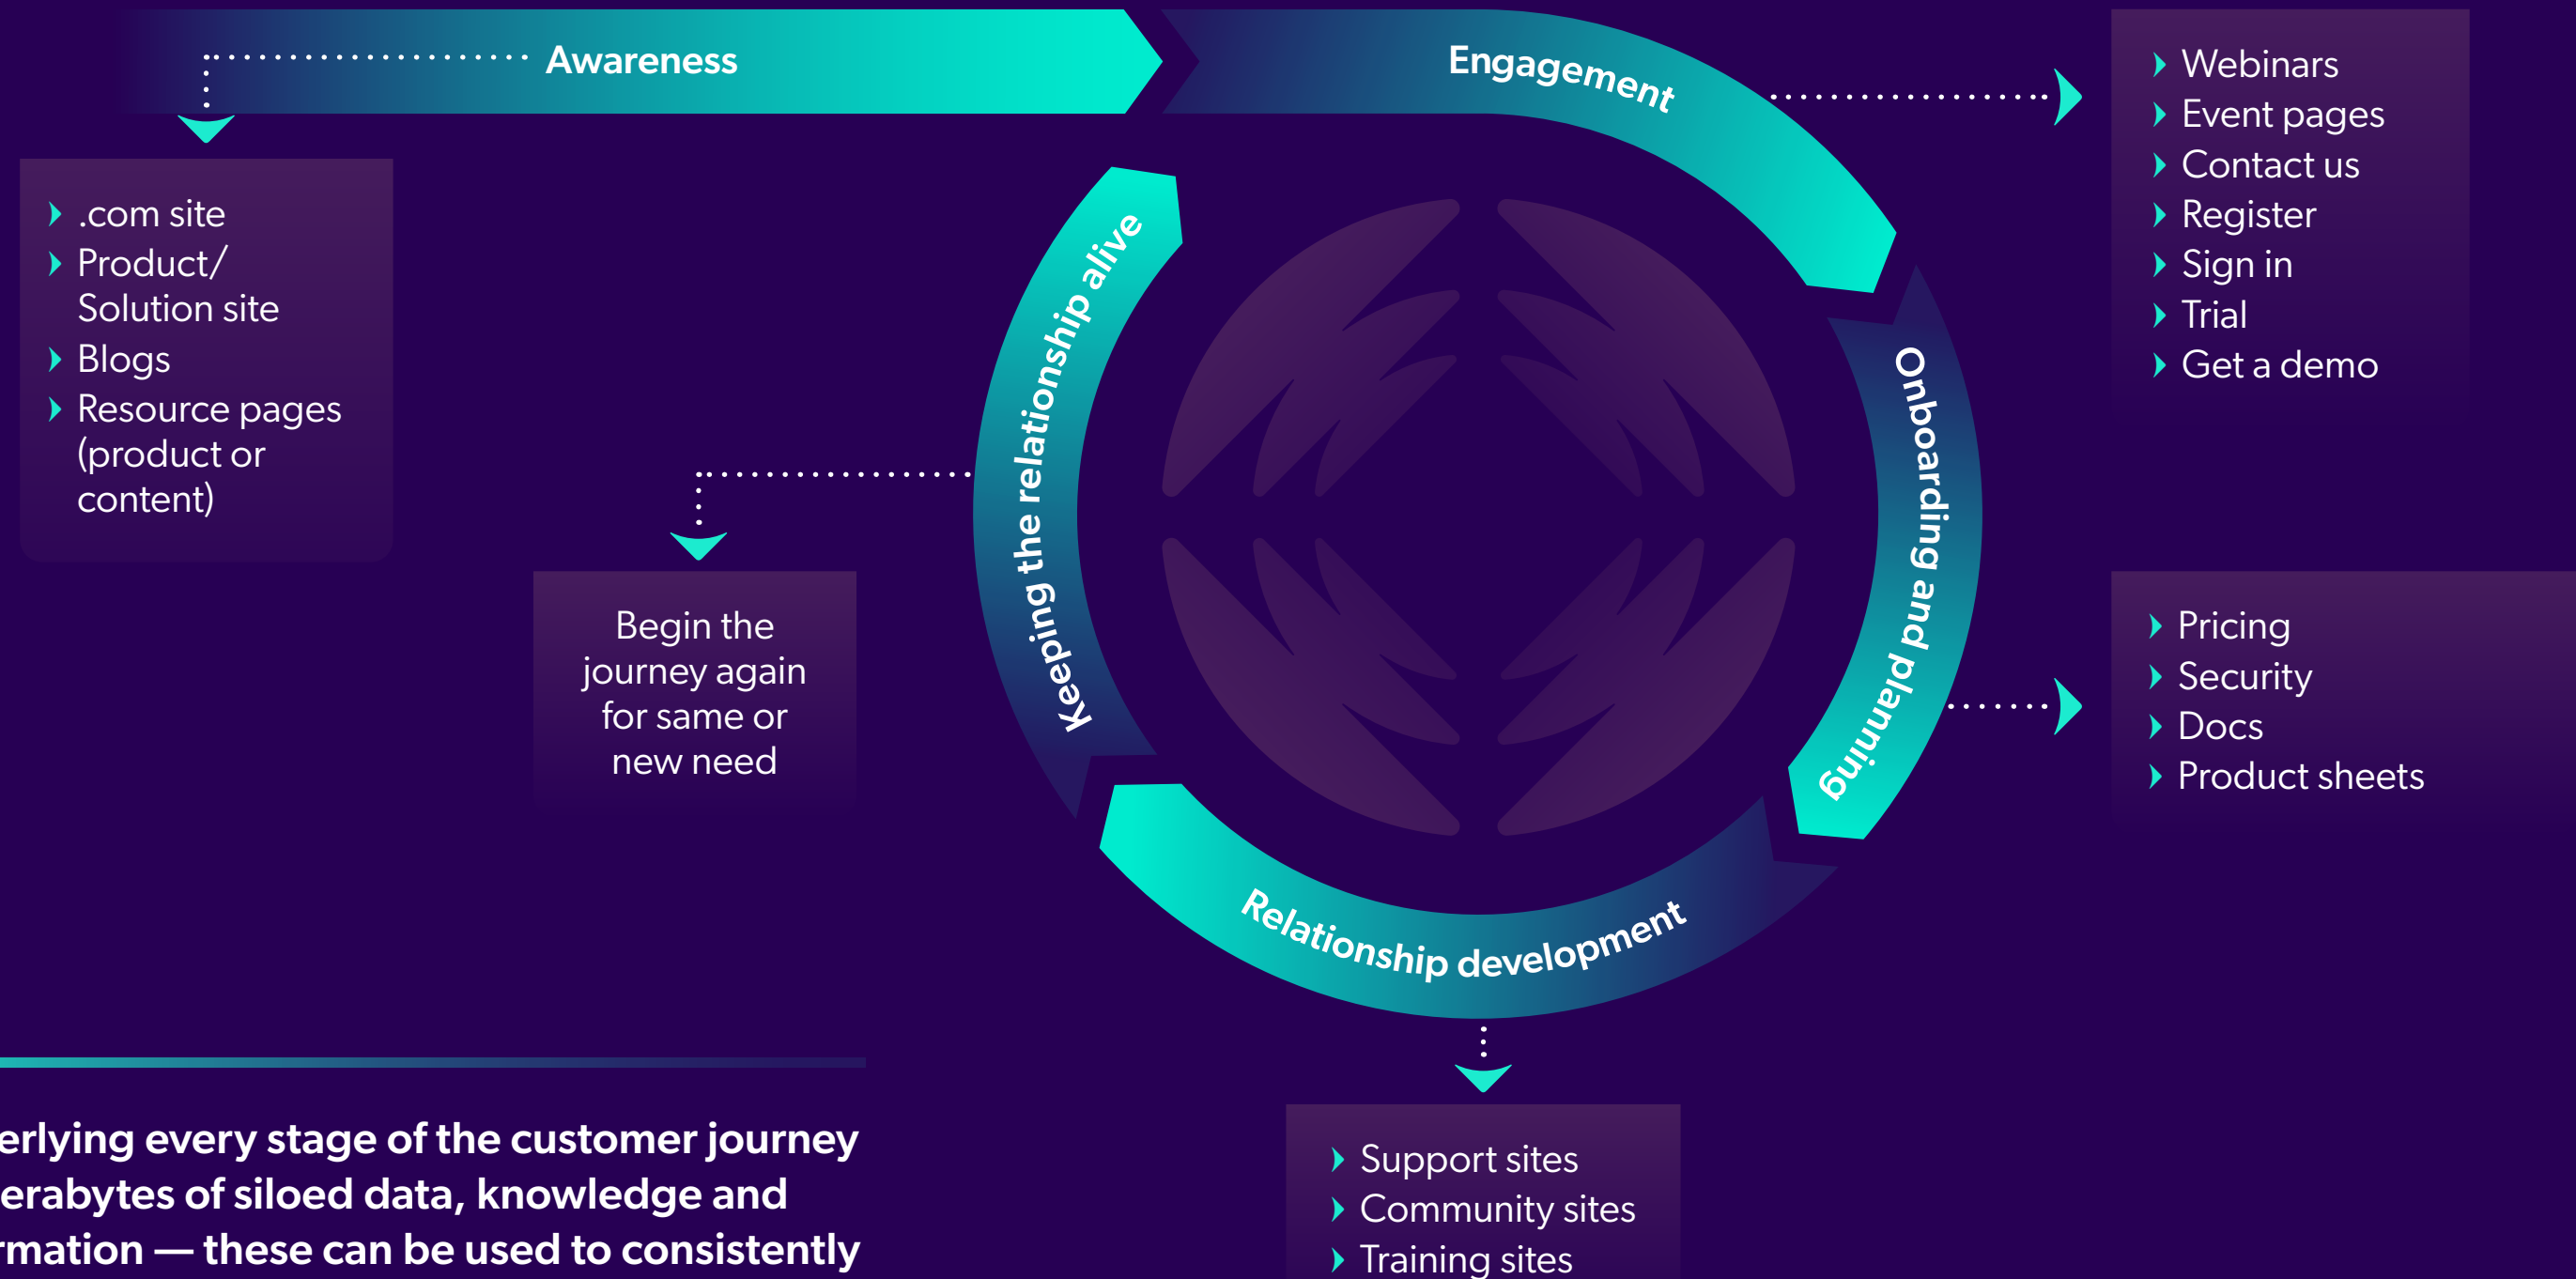 Awareness
.com site
Product/
Solution site
Blogs
Resource pages
(product or
content)
Engagement
Webinars
Event pages
Contact us
Register
Sign in
Trial
Get a demo
Onboarding and planning
Pricing
Security
Docs
Product sheets
Relationship development
Support sites
Community sites
Training sites
Keeping the relationship alive
Begin the
journey again
for same or
new need
every stage of the customer journey
of siloed data, knowledge and
— these can be used to consistently